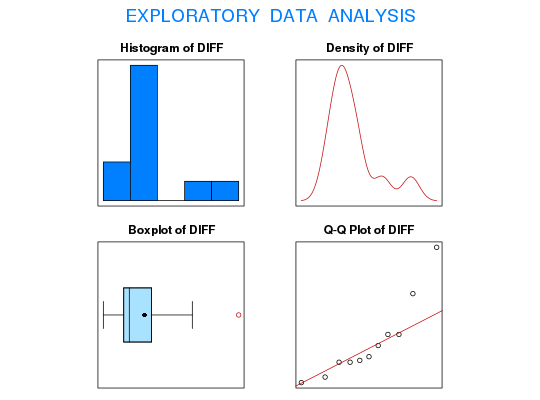 EXPLORATORY DATA ANALYSIS
Histogram of DIFF
Density of DIFF
Boxplot of DIFF
Q-Q Plot of DIFF